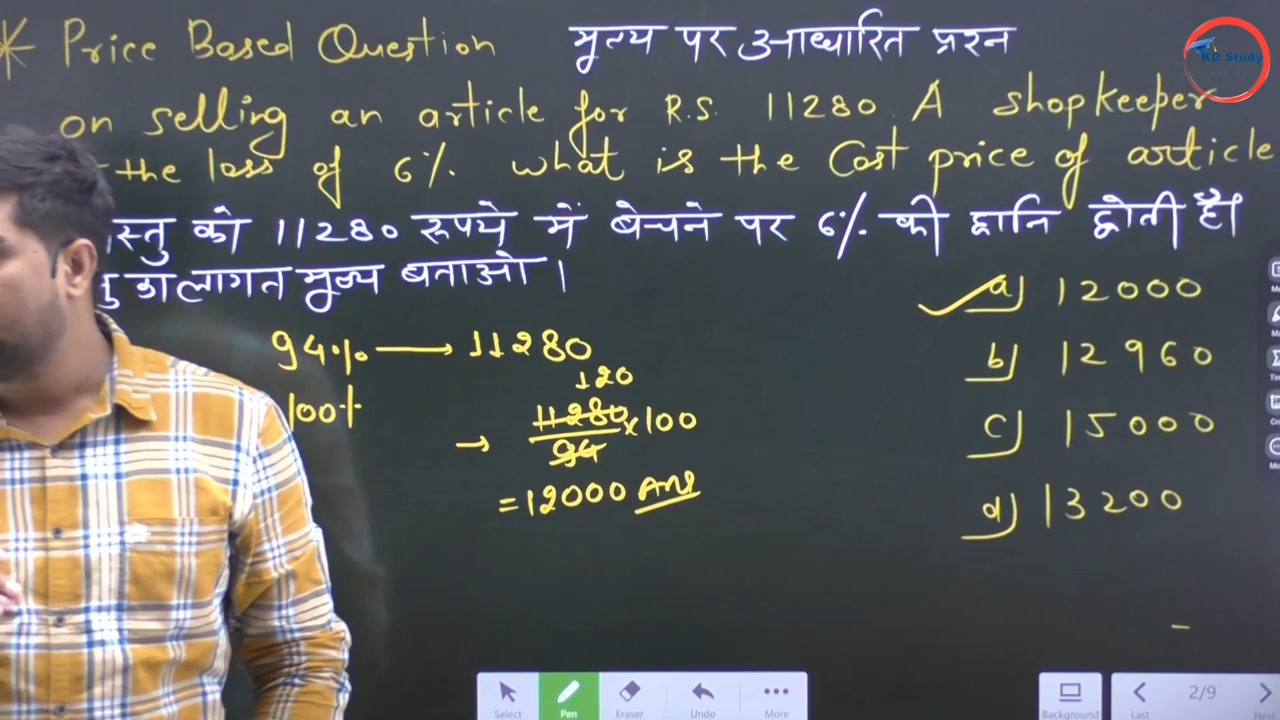 * Price Based Question मूल्य पर आधारित प्रश्न
KD Study
on selling an article for R.S. 11280. A shopkeeper
the loss of 6%. what is the Cost price of article
स्तु को 11280 रूपये में बेचने पर 6% की हानि होती है।
का लागत मूल्य बताओ।
a) 12000
b) 12960
c) 15000
d) 13200
94% → 11280
100%
120
→ 11280/94 × 100
= 12000 Ans
Select Pen Eraser Undo More
Background 2/9 Last Next